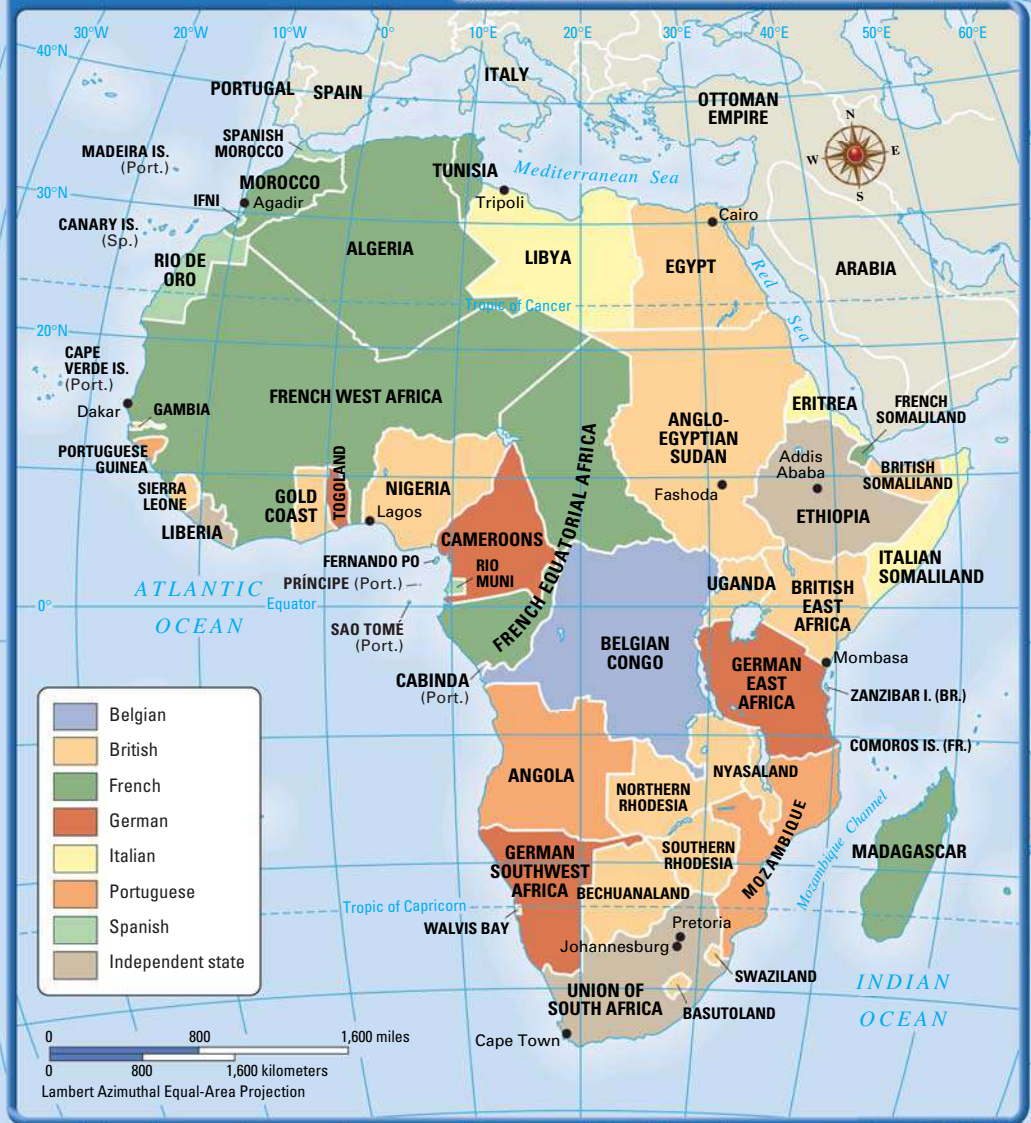 30°W
20°W
10°W
0°
10°E
20°E
30°E
40°E
50°E
60°E
40°N
ITALY
PORTUGAL
SPAIN
OTTOMAN
EMPIRE
N
W
E
S
SPANISH
MOROCCO
MADEIRA IS.
(Port.)
TUNISIA
Mediterranean Sea
MOROCCO
30°N
IFNI
Agadir
Tripoli
Cairo
CANARY IS.
(Sp.)
ALGERIA
LIBYA
EGYPT
ARABIA
RIO DE
ORO
Red
Sea
Tropic of Cancer
20°N
CAPE
VERDE IS.
(Port.)
Dakar
GAMBIA
FRENCH WEST AFRICA
ERITREA
FRENCH
SOMALILAND
ANGLO-
EGYPTIAN
SUDAN
PORTUGUESE
GUINEA
Addis
Ababa
BRITISH
SOMALILAND
SIERRA
LEONE
GOLD
COAST
TOGOLAND
NIGERIA
Fashoda
Lagos
ETHIOPIA
LIBERIA
CAMEROONS
FRENCH EQUATORIAL AFRICA
ITALIAN
SOMALILAND
FERNANDO PO
RIO
MUNI
PRÍNCIPE (Port.)
UGANDA
BRITISH
EAST
AFRICA
ATLANTIC
OCEAN
Equator
0°
SAO TOMÉ
(Port.)
BELGIAN
CONGO
Mombasa
GERMAN
EAST
AFRICA
CABINDA
(Port.)
ZANZIBAR I. (BR.)
COMOROS IS. (FR.)
Belgian
British
French
German
Italian
Portuguese
Spanish
Independent state
ANGOLA
NYASALAND
NORTHERN
RHODESIA
MOZAMBIQUE
Mozambique Channel
MADAGASCAR
GERMAN
SOUTHWEST
AFRICA
SOUTHERN
RHODESIA
BECHUANALAND
Tropic of Capricorn
WALVIS BAY
Pretoria
Johannesburg
SWAZILAND
INDIAN
OCEAN
UNION OF
SOUTH AFRICA
BASUTOLAND
Cape Town
0 800 1,600 miles
0 800 1,600 kilometers
Lambert Azimuthal Equal-Area Projection